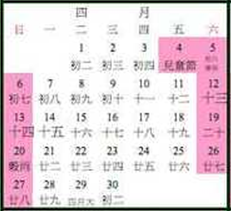 四 月
日 一 二 三 四 五 六
1 2 3 4 5
初二 初三 初四 兒童節
6 7 8 9 10 11 12
初七 初八 初九 初十 十一 十二 十三
13 14 15 16 17 18 19
十四 十五 十六 十七 十八 十九 二十
20 21 22 23 24 25 26
穀雨 廿二 廿三 廿四 廿五 廿六 廿七
27 28 29 30
廿八 廿九 四月大 初二